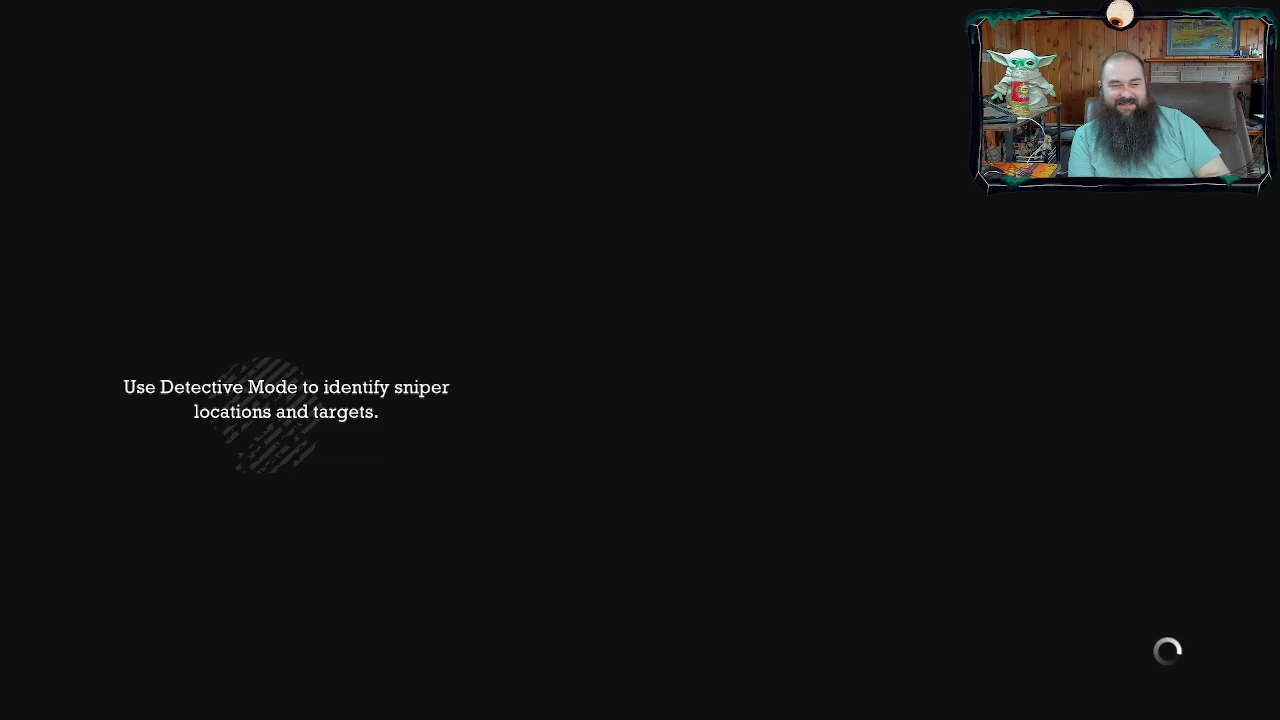 Use Detective Mode to identify sniper
locations and targets.